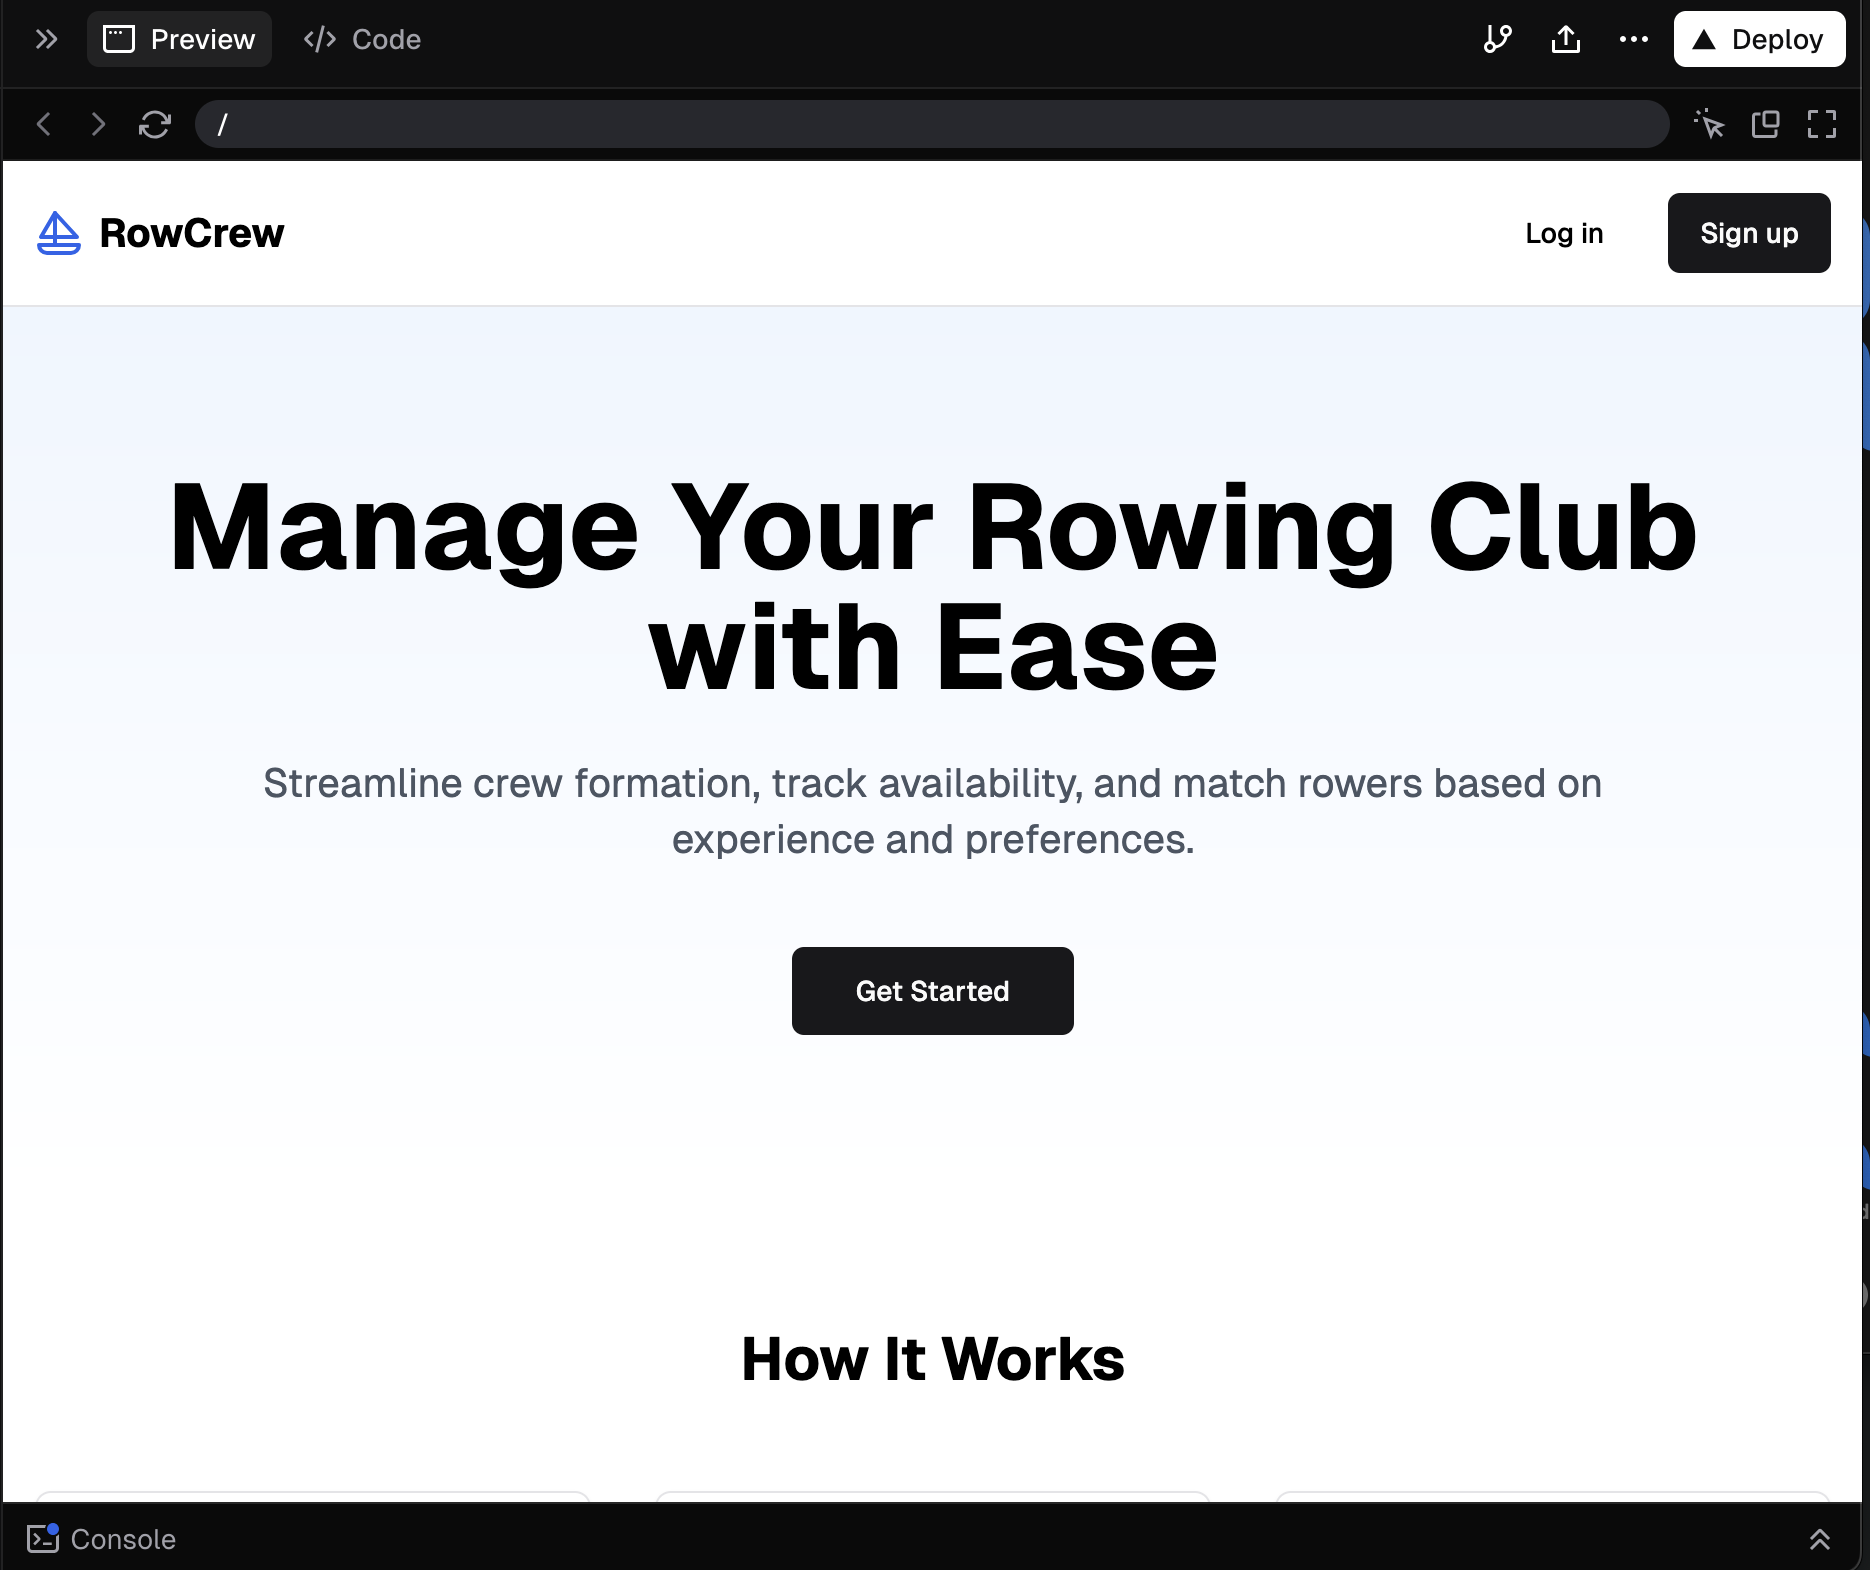 Preview
Code
Deploy
/
RowCrew
Log in
Sign up
Manage Your Rowing Club
with Ease
Streamline crew formation, track availability, and match rowers based on
experience and preferences.
Get Started
How It Works
Console